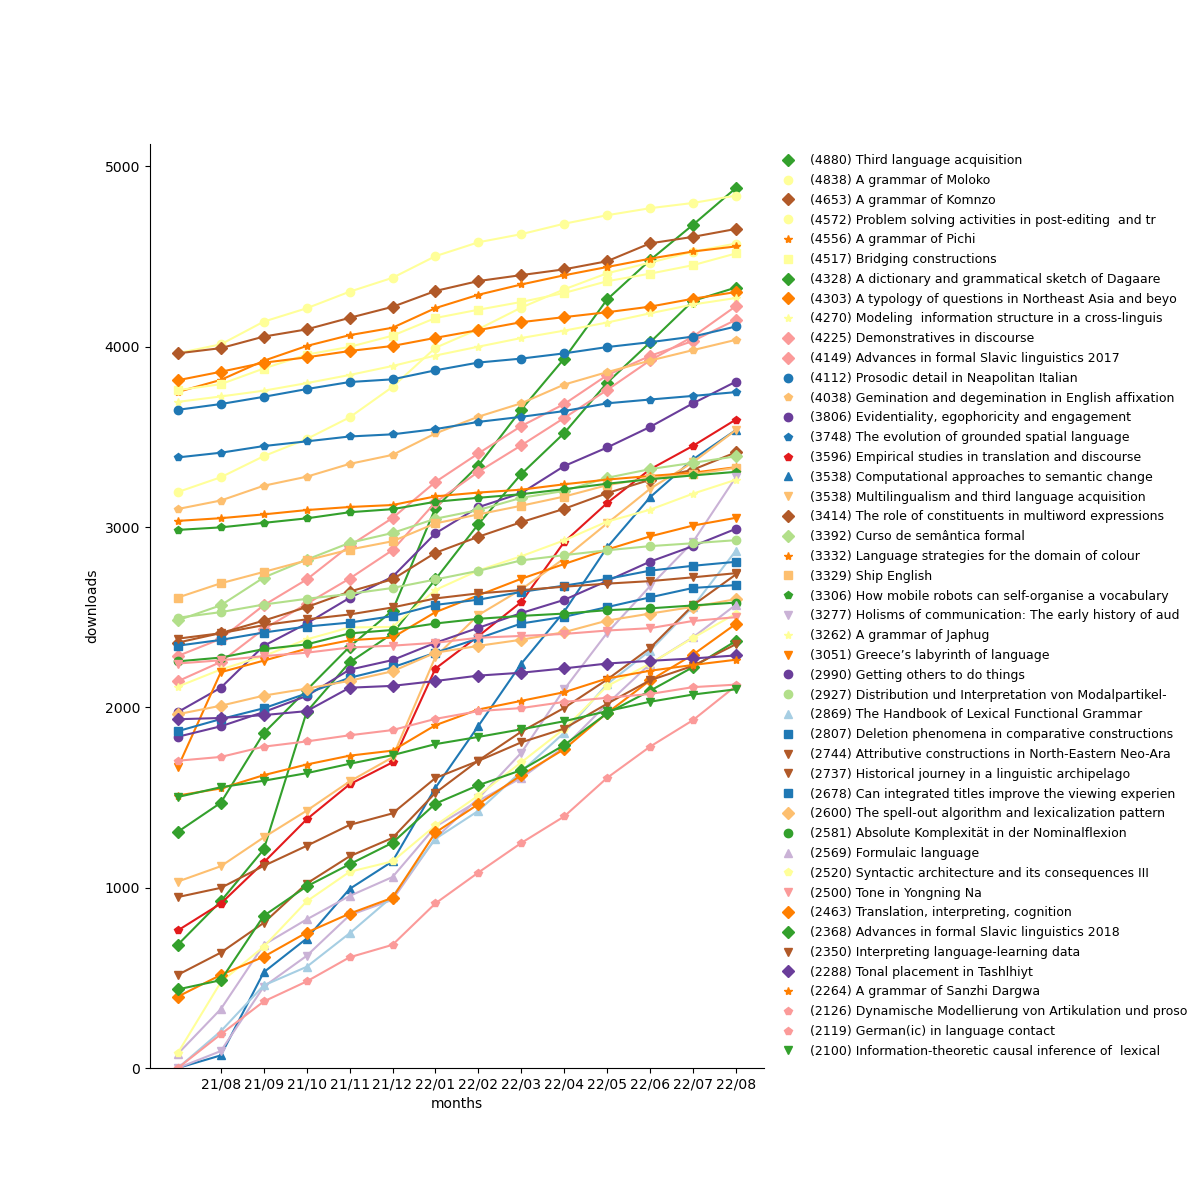 5000
4000
3000
2000
1000
0
downloads
21/08 21/09 21/10 21/11 21/12 22/01 22/02 22/03 22/04 22/05 22/06 22/07 22/08
months
(4880) Third language acquisition
(4838) A grammar of Moloko
(4653) A grammar of Komnzo
(4572) Problem solving activities in post-editing  and tr
(4556) A grammar of Pichi
(4517) Bridging constructions
(4328) A dictionary and grammatical sketch of Dagaare
(4303) A typology of questions in Northeast Asia and beyo
(4270) Modeling  information structure in a cross-linguis
(4225) Demonstratives in discourse
(4149) Advances in formal Slavic linguistics 2017
(4112) Prosodic detail in Neapolitan Italian
(4038) Gemination and degemination in English affixation
(3806) Evidentiality, egophoricity and engagement
(3748) The evolution of grounded spatial language
(3596) Empirical studies in translation and discourse
(3538) Computational approaches to semantic change
(3538) Multilingualism and third language acquisition
(3414) The role of constituents in multiword expressions
(3392) Curso de semântica formal
(3332) Language strategies for the domain of colour
(3329) Ship English
(3306) How mobile robots can self-organise a vocabulary
(3277) Holisms of communication: The early history of aud
(3262) A grammar of Japhug
(3051) Greece’s labyrinth of language
(2990) Getting others to do things
(2927) Distribution und Interpretation von Modalpartikel-
(2869) The Handbook of Lexical Functional Grammar
(2807) Deletion phenomena in comparative constructions
(2744) Attributive constructions in North-Eastern Neo-Ara
(2737) Historical journey in a linguistic archipelago
(2678) Can integrated titles improve the viewing experien
(2600) The spell-out algorithm and lexicalization pattern
(2581) Absolute Komplexität in der Nominalflexion
(2569) Formulaic language
(2520) Syntactic architecture and its consequences III
(2500) Tone in Yongning Na
(2463) Translation, interpreting, cognition
(2368) Advances in formal Slavic linguistics 2018
(2350) Interpreting language-learning data
(2288) Tonal placement in Tashlhiyt
(2264) A grammar of Sanzhi Dargwa
(2126) Dynamische Modellierung von Artikulation und proso
(2119) German(ic) in language contact
(2100) Information-theoretic causal inference of  lexical